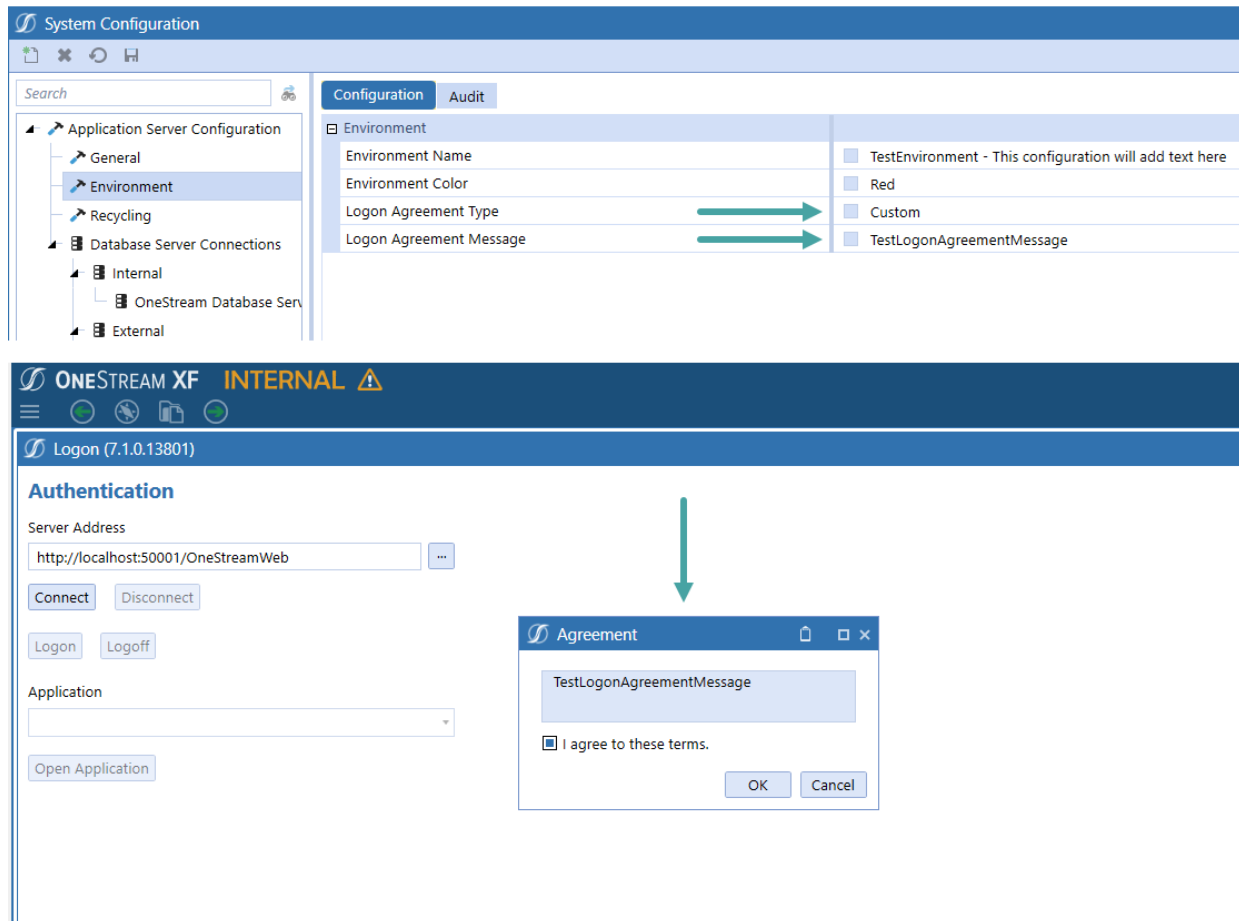 System Configuration
Search
Configuration
Audit
Application Server Configuration
General
Environment
Recycling
Database Server Connections
Internal
OneStream Database Serv
External
Environment
Environment Name
TestEnvironment - This configuration will add text here
Environment Color
Red
Logon Agreement Type
Custom
Logon Agreement Message
TestLogonAgreementMessage
ONESTREAM XF INTERNAL
Logon (7.1.0.13801)
Authentication
Server Address
http://localhost:50001/OneStreamWeb
...
Connect
Disconnect
Logon
Logoff
Application
Open Application
Agreement
TestLogonAgreementMessage
I agree to these terms.
OK
Cancel